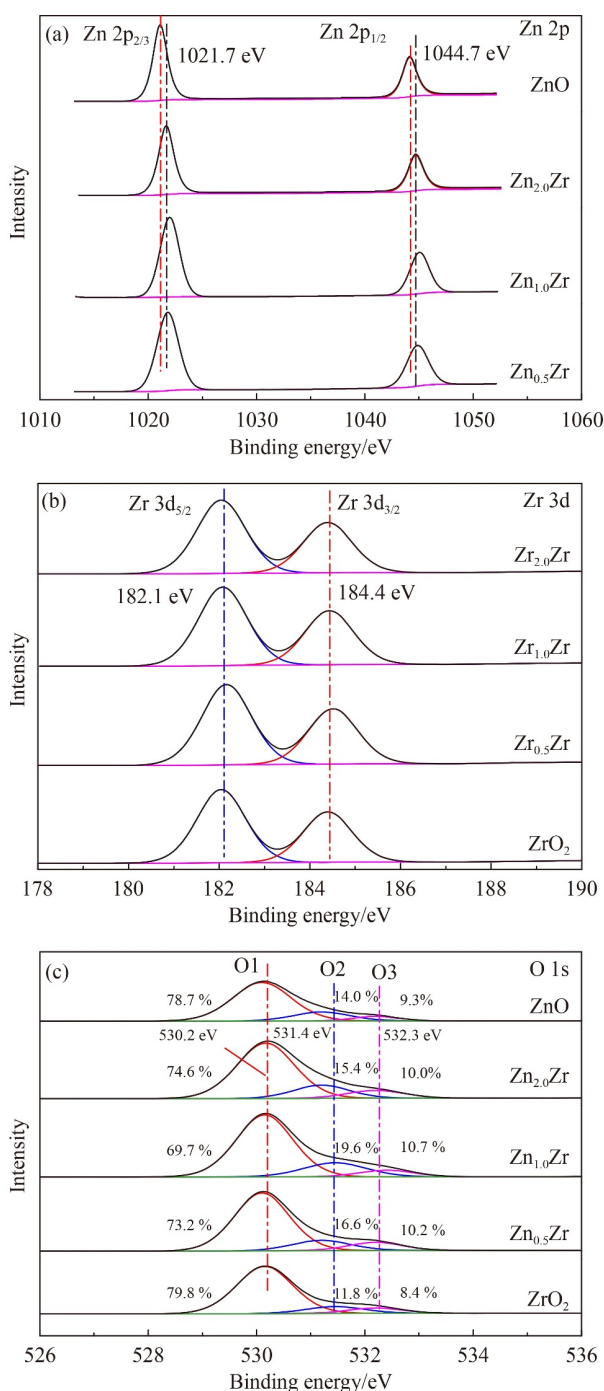 (a) Zn 2p₂/₃ Zn 2p₁/₂ Zn 2p
1021.7 eV 1044.7 eV
ZnO
Zn₂.₀Zr
Zn₁.₀Zr
Zn₀.₅Zr
Intensity
1010 1020 1030 1040 1050 1060
Binding energy/eV
(b) Zr 3d₅/₂ Zr 3d₃/₂ Zr 3d
Zr₂.₀Zr
182.1 eV 184.4 eV
Zr₁.₀Zr
Zr₀.₅Zr
ZrO₂
Intensity
178 180 182 184 186 188 190
Binding energy/eV
(c) O1 O2 O3 O 1s
78.7 % 14.0 % 9.3% ZnO
530.2 eV 531.4 eV 532.3 eV
74.6 % 15.4 % 10.0% Zn₂.₀Zr
69.7 % 19.6 % 10.7 % Zn₁.₀Zr
73.2 % 16.6 % 10.2 % Zn₀.₅Zr
79.8 % 11.8 % 8.4 % ZrO₂
Intensity
526 528 530 532 534 536
Binding energy/eV